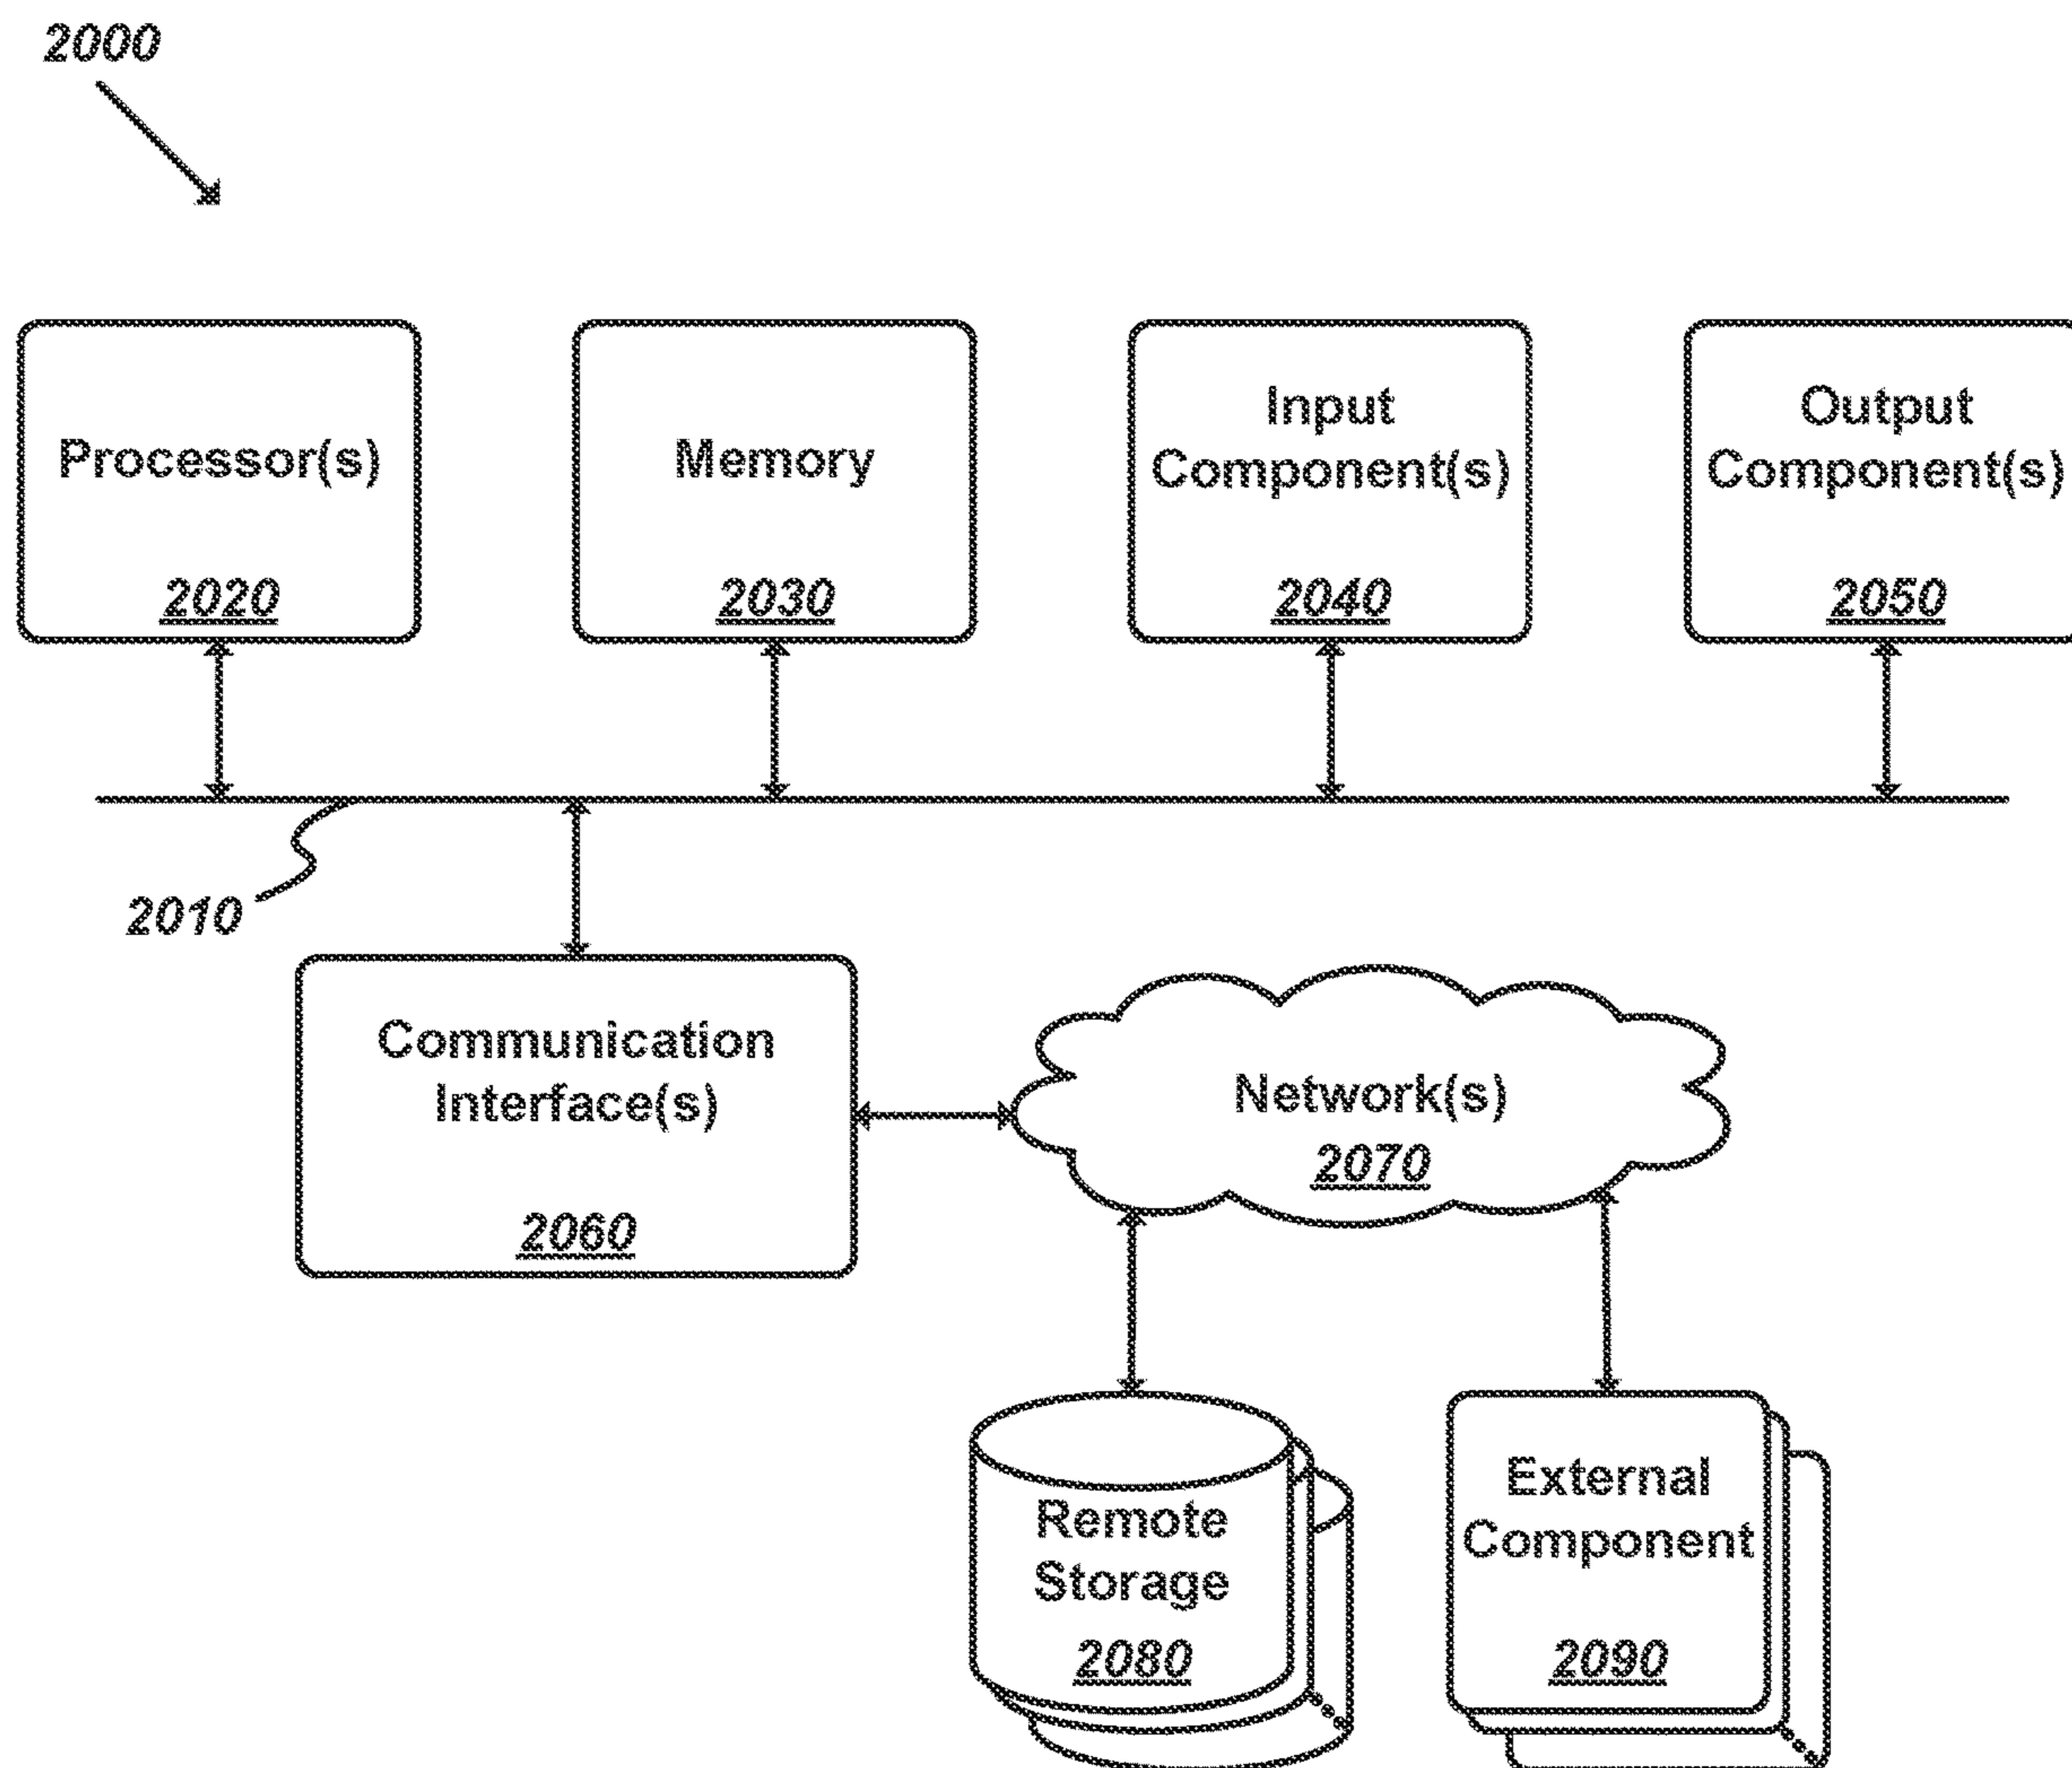 2000
Processor(s)
2020
Memory
2030
Input
Component(s)
2040
Output
Component(s)
2050
2010
Communication
Interface(s)
2060
Network(s)
2070
Remote
Storage
2080
External
Component
2090